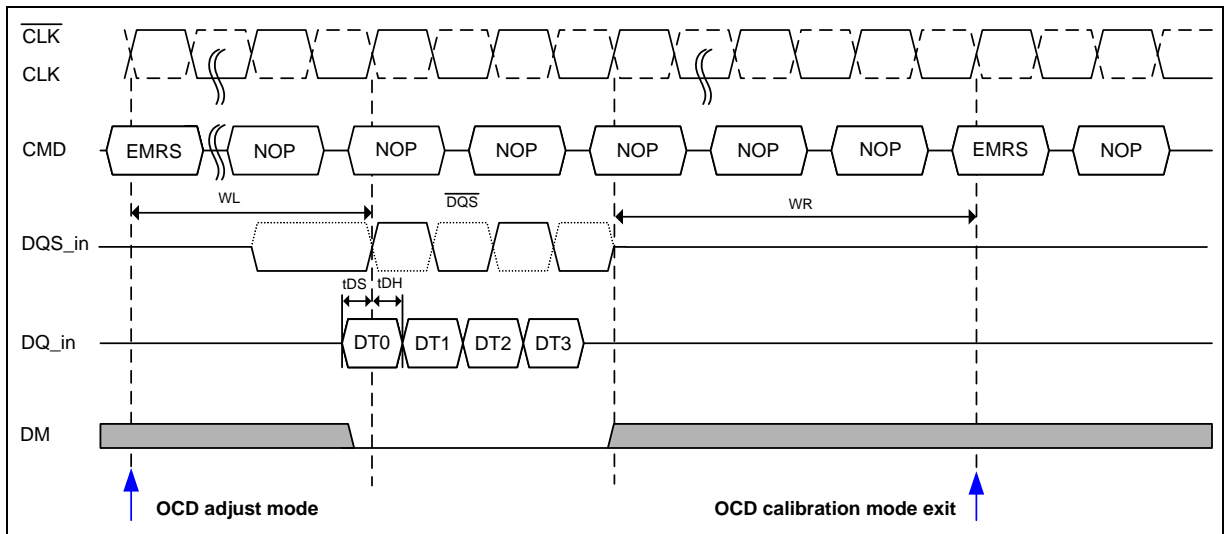 CLK
CLK
CMD EMRS NOP NOP NOP NOP NOP NOP EMRS NOP
WL DQS WR
DQS_in
tDS tDH
DQ_in DT0 DT1 DT2 DT3
DM
OCD adjust mode OCD calibration mode exit